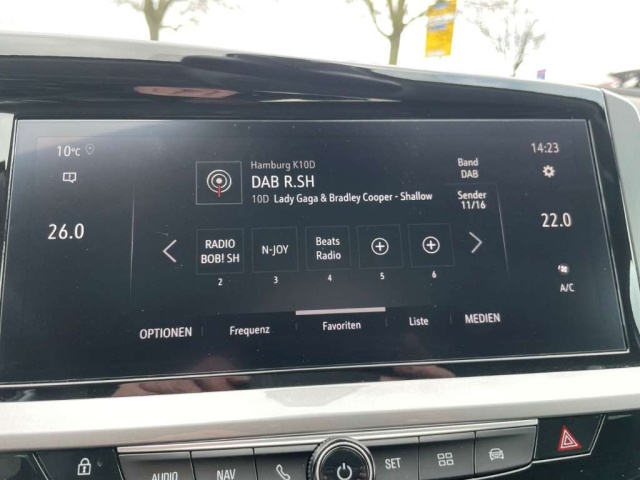 10°C
14:23
Hamburg K10D
DAB R.SH
10D Lady Gaga & Bradley Cooper - Shallow
Band
DAB
Sender
11/16
26.0
22.0
RADIO
BOB! SH
N-JOY
Beats
Radio
2
3
4
5
6
A/C
OPTIONEN
Frequenz
Favoriten
Liste
MEDIEN
AUDIO
NAV
SET